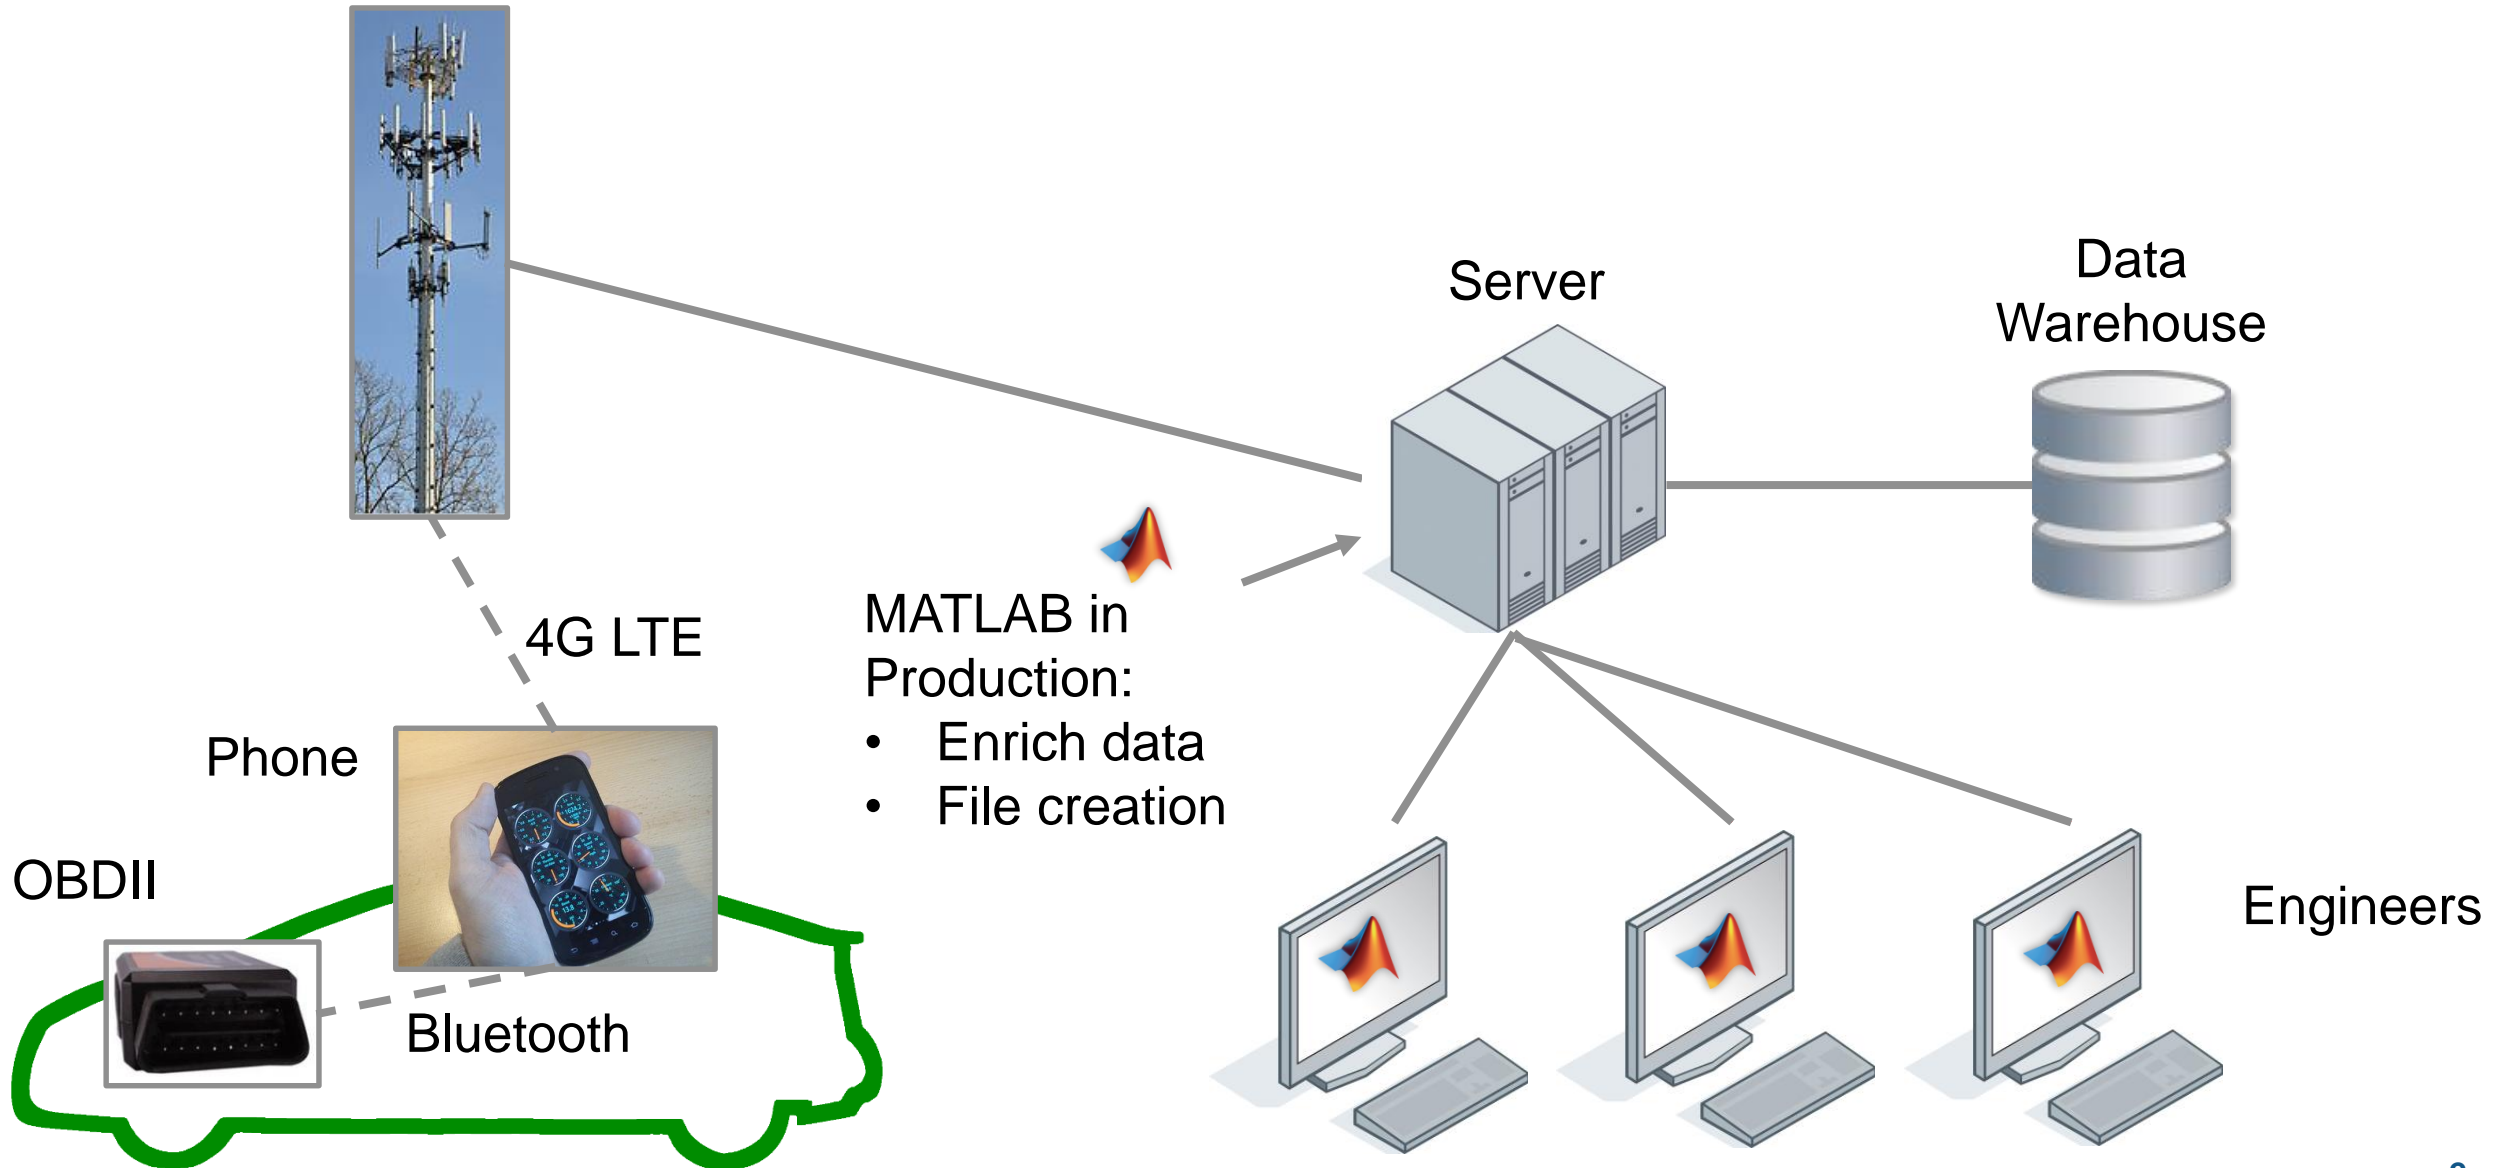 Server
Data
Warehouse
4G LTE
MATLAB in
Production:
• Enrich data
• File creation
Phone
OBDII
Engineers
Bluetooth